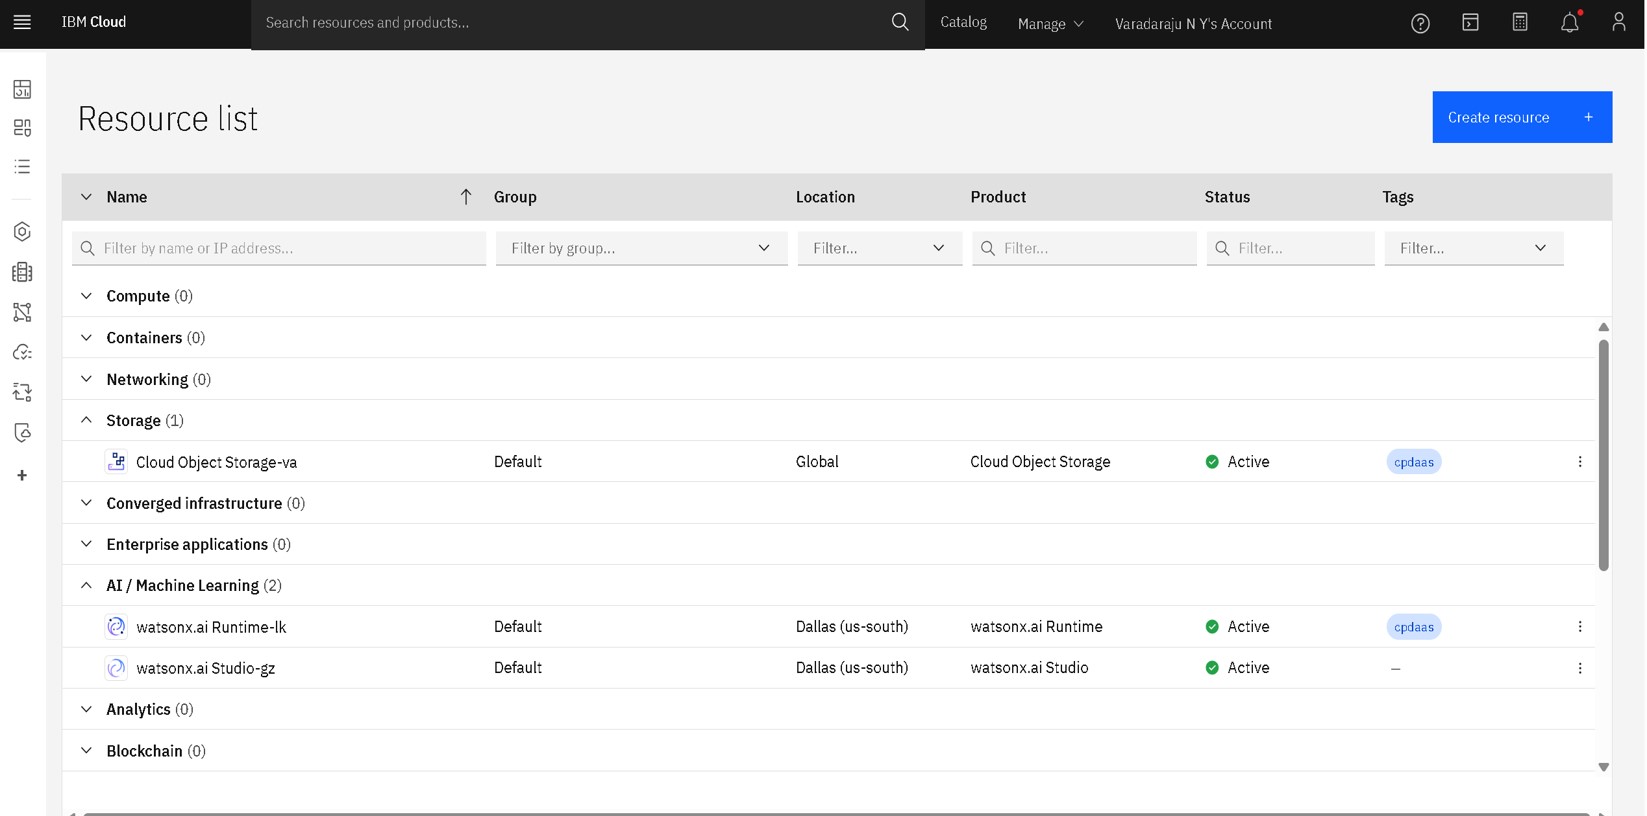 IBM Cloud Search resources and products... Catalog Manage Varadaraju N Y's Account
Resource list
Create resource +
Name Group Location Product Status Tags
Filter by name or IP address... Filter by group... Filter... Filter... Filter... Filter...
Compute (0)
Containers (0)
Networking (0)
Storage (1)
Cloud Object Storage-va Default Global Cloud Object Storage Active cpdaas
Converged infrastructure (0)
Enterprise applications (0)
AI / Machine Learning (2)
watsonx.ai Runtime-lk Default Dallas (us-south) watsonx.ai Runtime Active cpdaas
watsonx.ai Studio-gz Default Dallas (us-south) watsonx.ai Studio Active –
Analytics (0)
Blockchain (0)